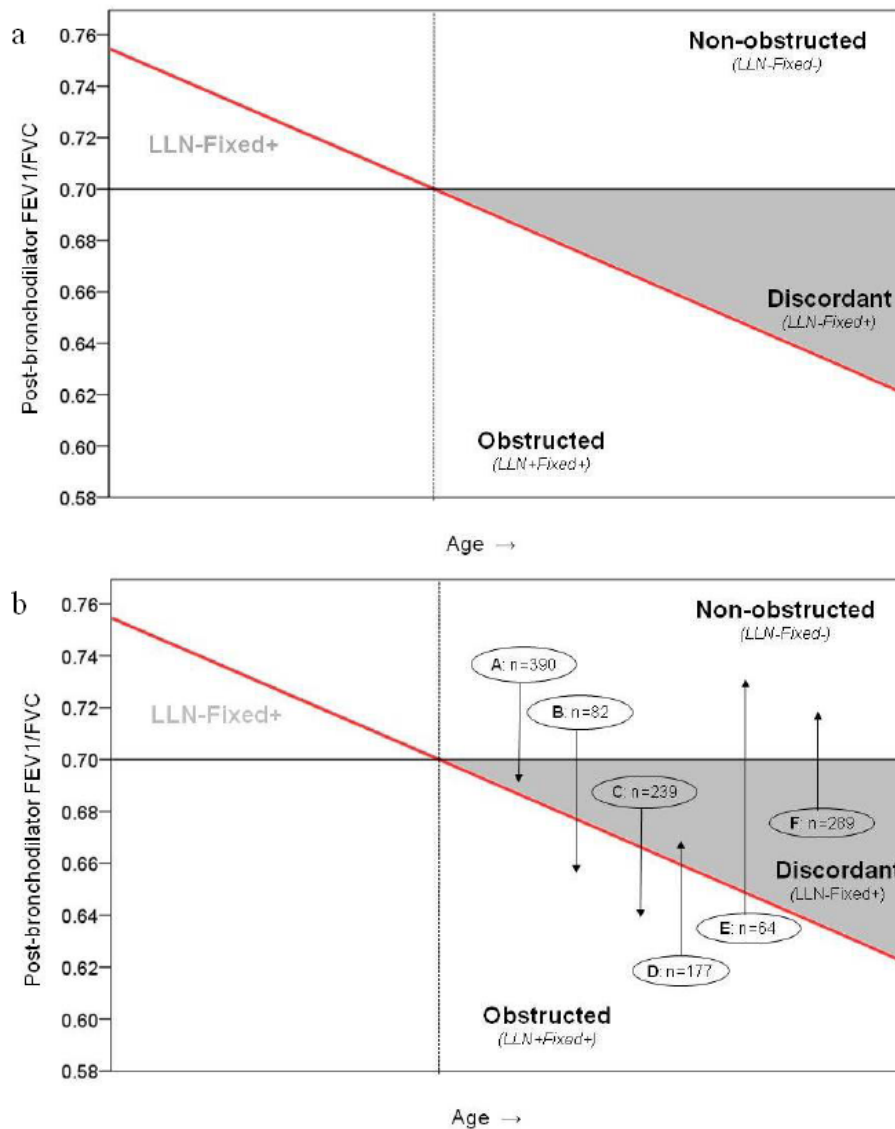 a
Post-bronchodilator FEV1/FVC
0.76
0.74
0.72
0.70
0.68
0.66
0.64
0.62
0.60
0.58
Non-obstructed
(LLN-Fixed-)
LLN-Fixed+
Discordant
(LLN-Fixed+)
Obstructed
(LLN+Fixed+)
Age →
b
Post-bronchodilator FEV1/FVC
0.76
0.74
0.72
0.70
0.68
0.66
0.64
0.62
0.60
0.58
Non-obstructed
(LLN-Fixed-)
A: n=390
LLN-Fixed+
B: n=82
C: n=239
F: n=289
Discordant
(LLN-Fixed+)
E: n=64
D: n=177
Obstructed
(LLN+Fixed+)
Age →